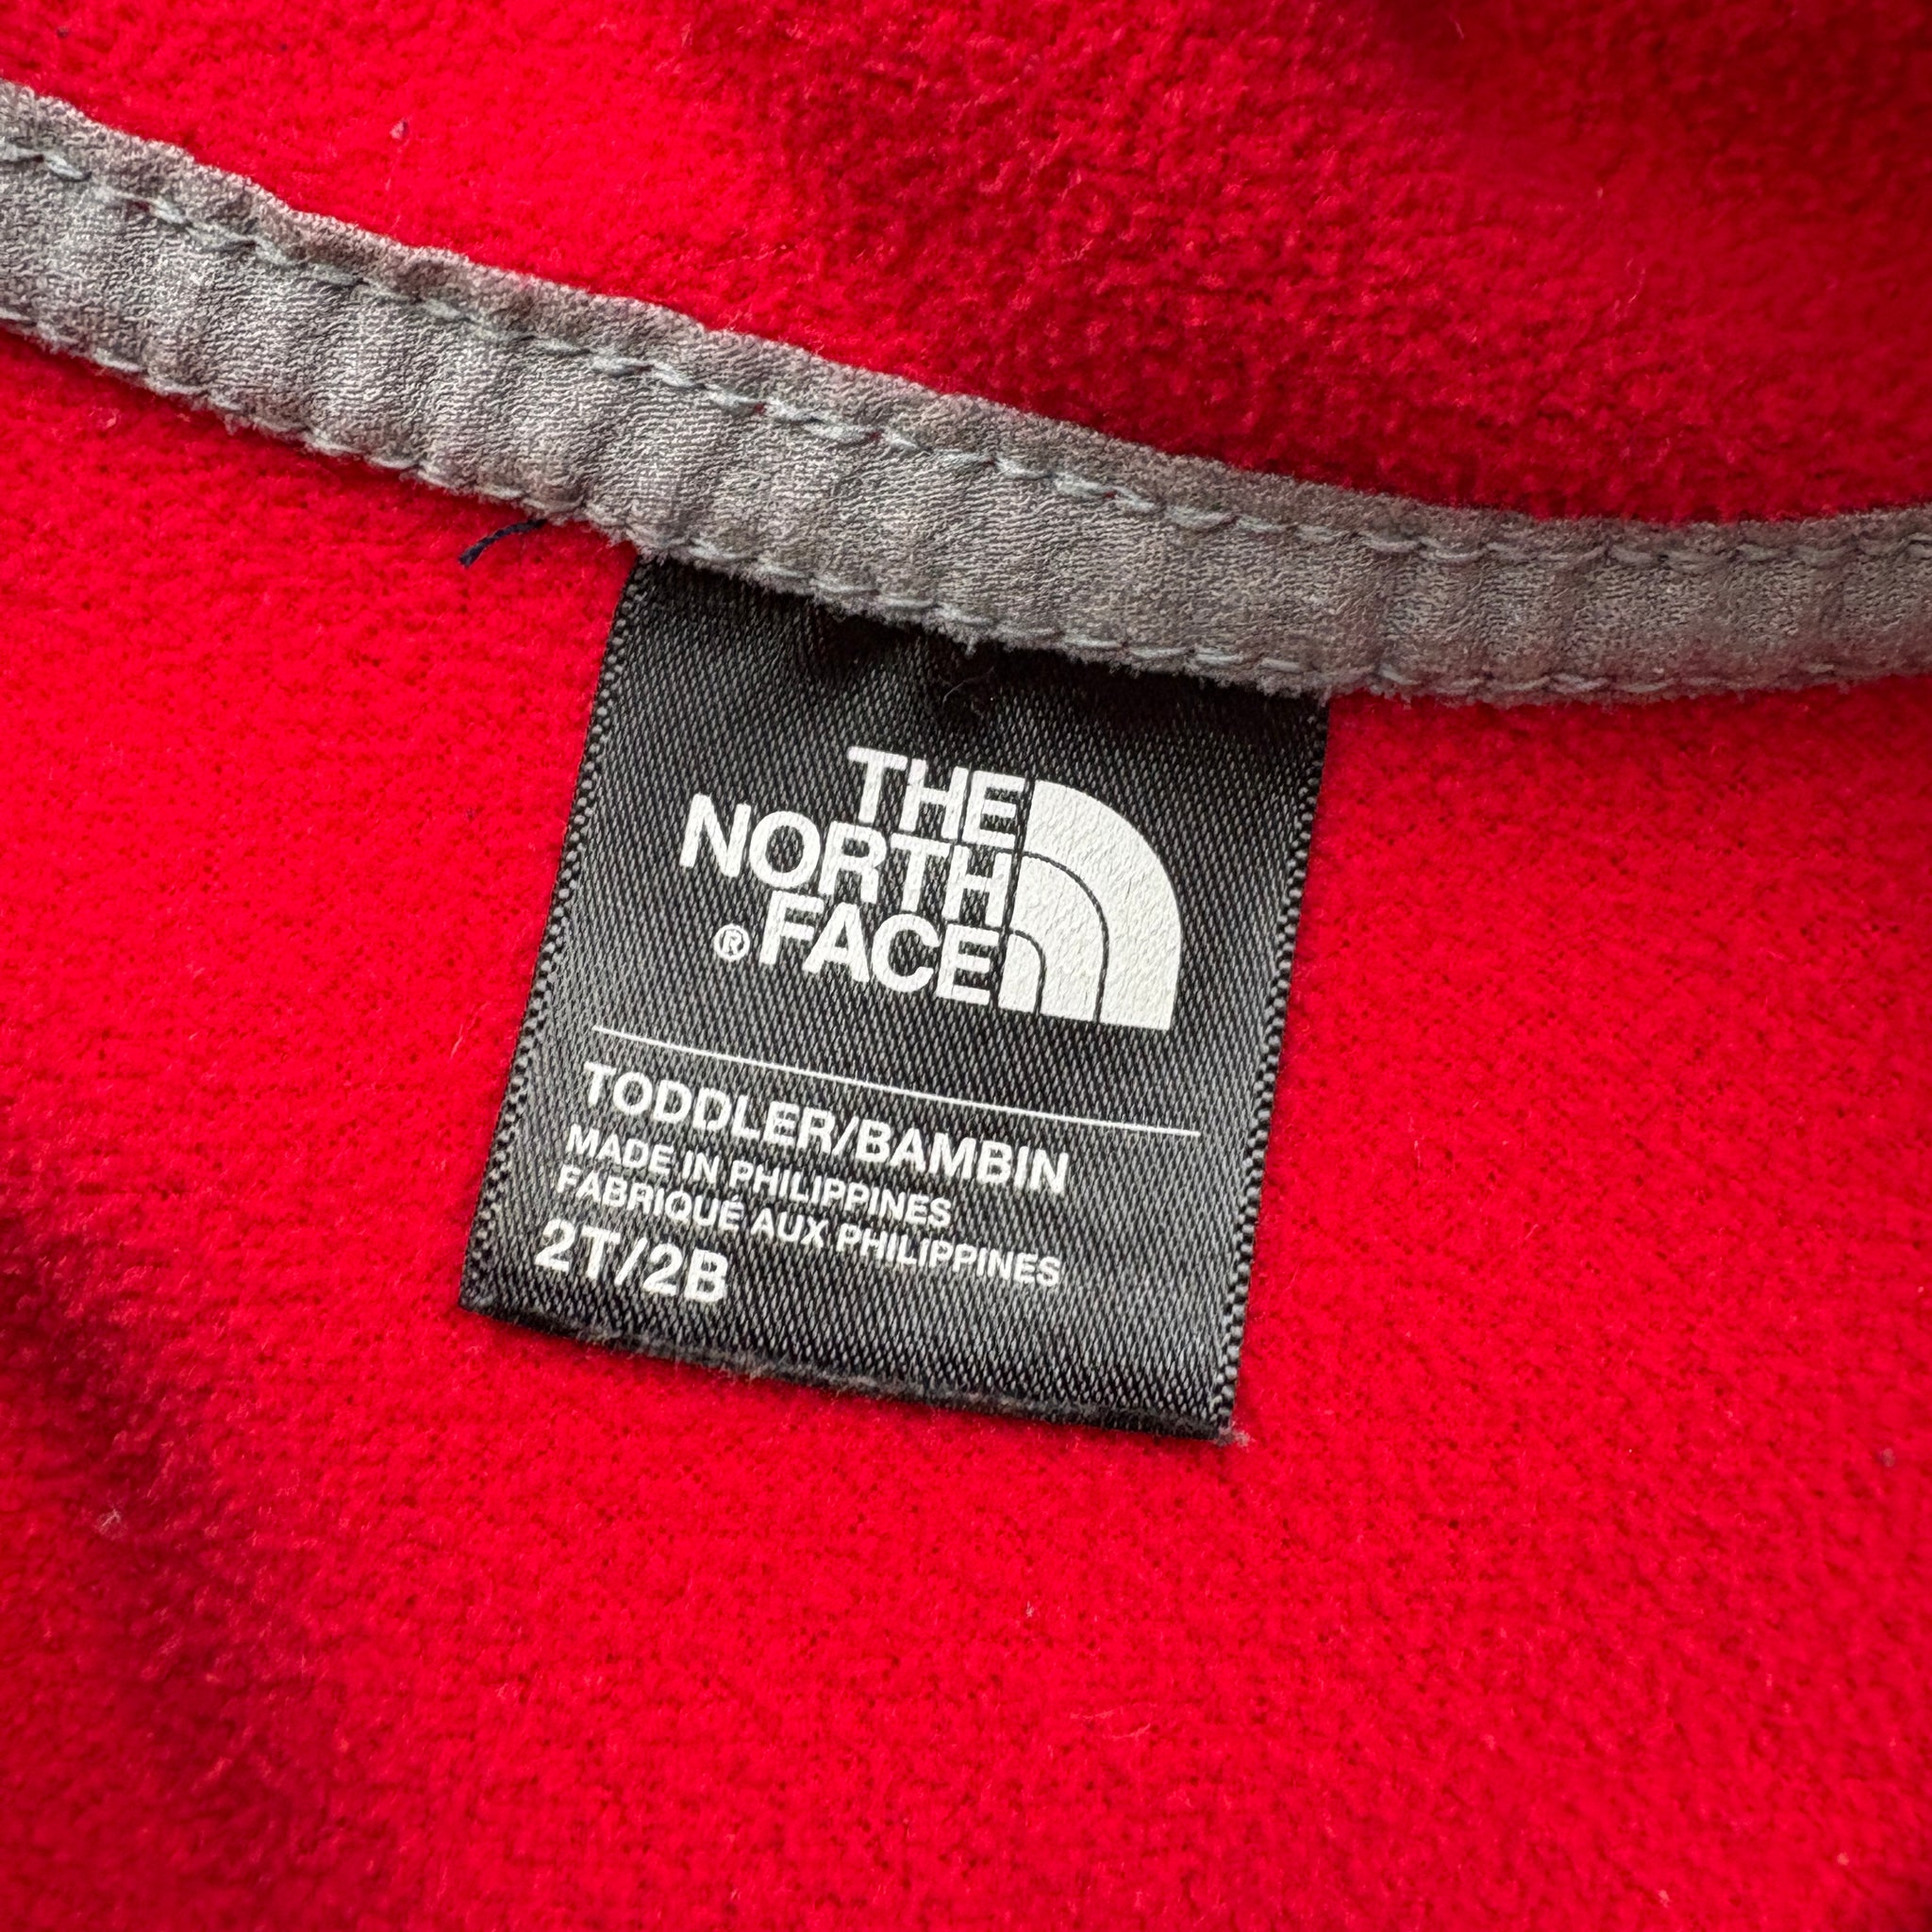 THE
NORTH
®FACE
TODDLER/BAMBIN
MADE IN PHILIPPINES
FABRIQUÉ AUX PHILIPPINES
2T/2B